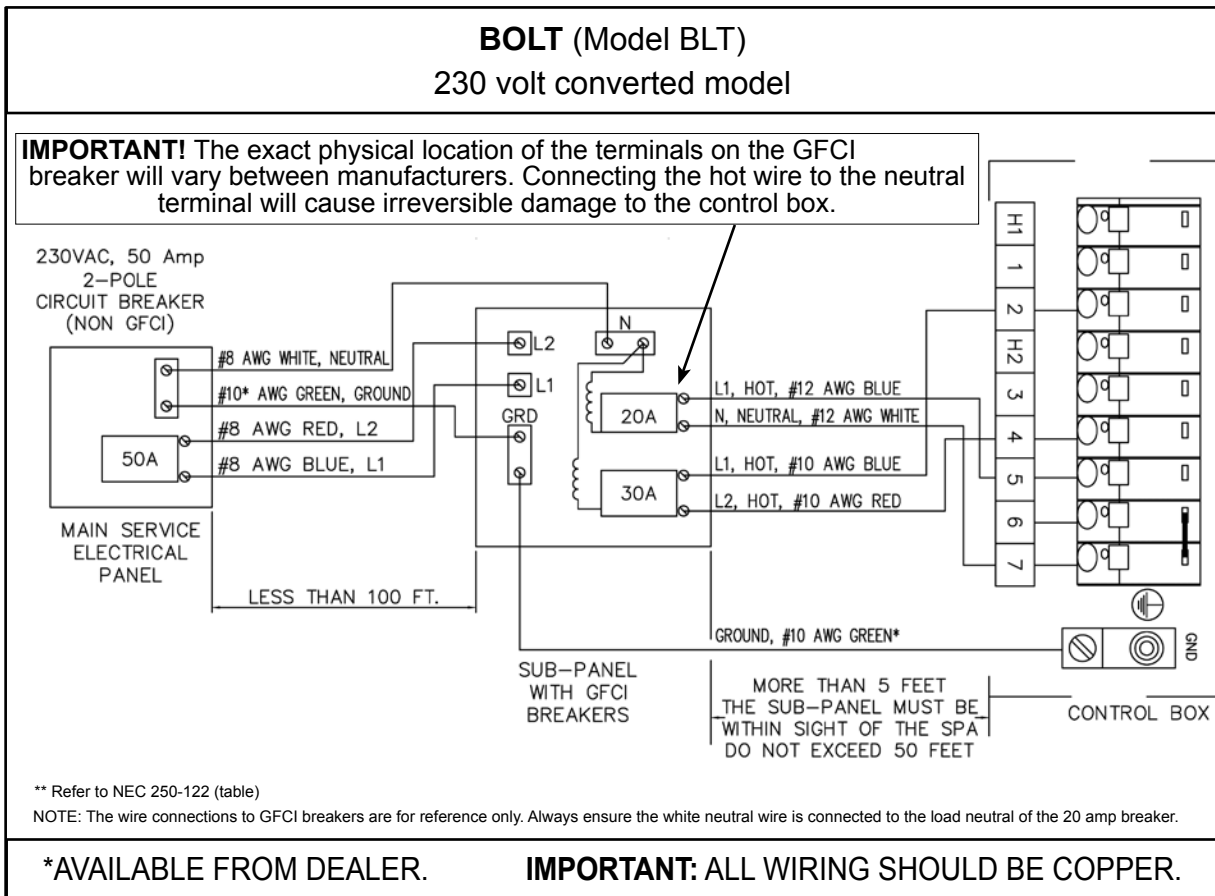 BOLT (Model BLT)
230 volt converted model
IMPORTANT! The exact physical location of the terminals on the GFCI
breaker will vary between manufacturers. Connecting the hot wire to the neutral
terminal will cause irreversible damage to the control box.
230VAC, 50 Amp
2-POLE
CIRCUIT BREAKER
(NON GFCI)
#8 AWG WHITE, NEUTRAL
#10* AWG GREEN, GROUND
#8 AWG RED, L2
#8 AWG BLUE, L1
50A
MAIN SERVICE
ELECTRICAL
PANEL
LESS THAN 100 FT.
N
L2
L1
GRD
20A
30A
SUB-PANEL
WITH GFCI
BREAKERS
L1, HOT, #12 AWG BLUE
N, NEUTRAL, #12 AWG WHITE
L1, HOT, #10 AWG BLUE
L2, HOT, #10 AWG RED
GROUND, #10 AWG GREEN*
MORE THAN 5 FEET
THE SUB-PANEL MUST BE
WITHIN SIGHT OF THE SPA
DO NOT EXCEED 50 FEET
H1
1
2
H2
3
4
5
6
7
GND
CONTROL BOX
** Refer to NEC 250-122 (table)
NOTE: The wire connections to GFCI breakers are for reference only. Always ensure the white neutral wire is connected to the load neutral of the 20 amp breaker.
*AVAILABLE FROM DEALER.
IMPORTANT: ALL WIRING SHOULD BE COPPER.